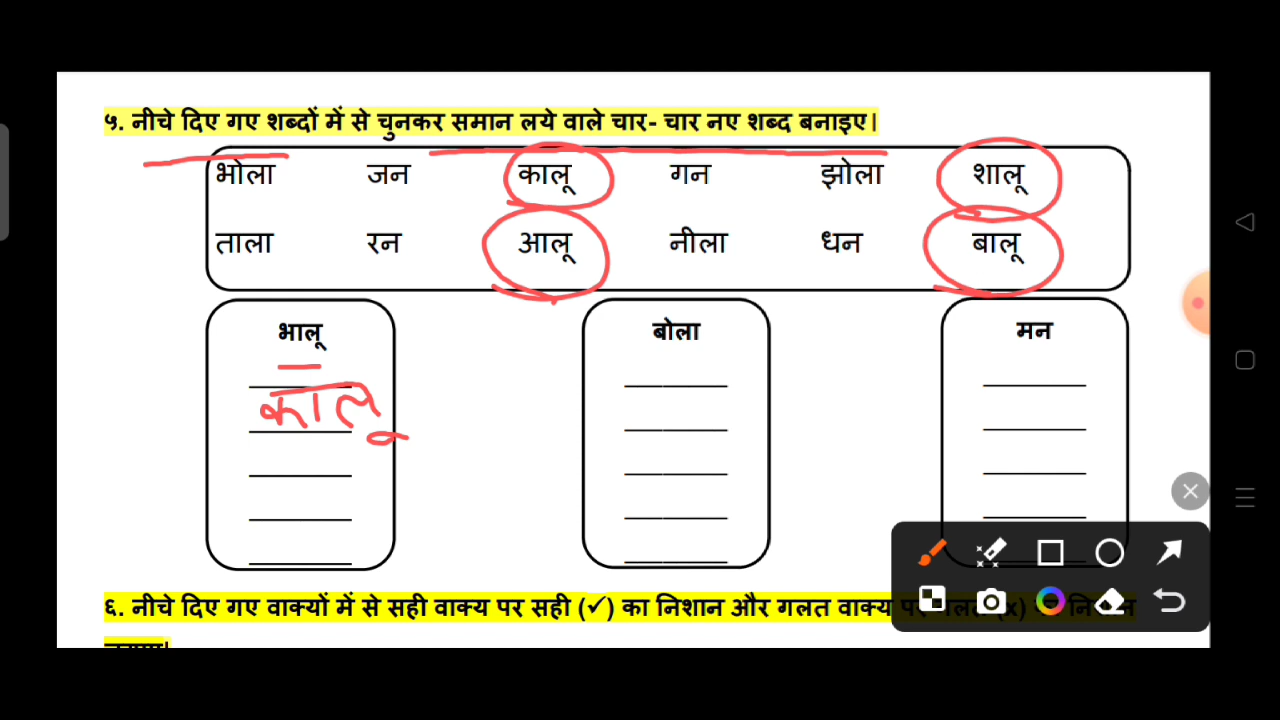 ५. नीचे दिए गए शब्दों में से चुनकर समान लये वाले चार- चार नए शब्द बनाइए।
भोला जन कालू गन झोला शालू
ताला रन आलू नीला धन बालू
भालू बोला मन
कालू
६. नीचे दिए गए वाक्यों में से सही वाक्य पर सही (✓) का निशान और गलत वाक्य